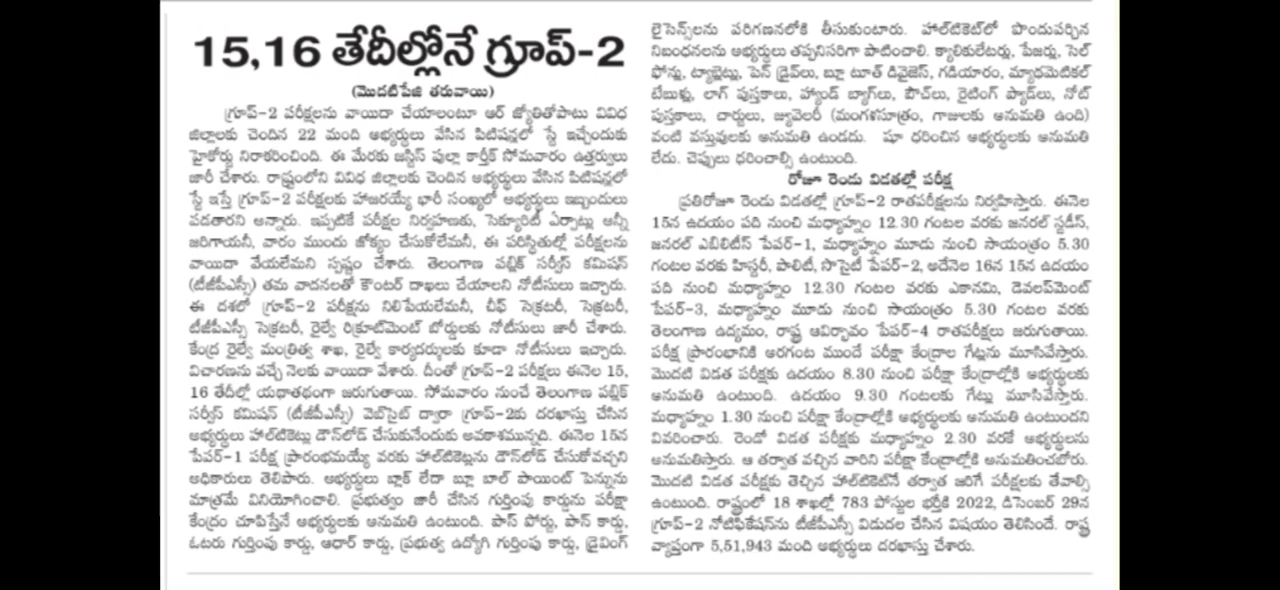 15,16 తేదీల్లోనే గ్రూప్-2
(మొదటిపేజి తరువాయి)
గ్రూప్-2 పరీక్షలను వాయిదా చేయాలంటూ ఆర్ జ్యోతితోపాటు వివిధ
జిల్లాలకు చెందిన 22 మంది అభ్యర్థులు వేసిన పిటిషన్లలో స్టే ఇచ్చేందుకు
హైకోర్టు నిరాకరించింది. ఈ మేరకు జస్టిస్ పుల్లా కార్తీక్ సోమవారం ఉత్తర్వులు
జారీ చేశారు. రాష్ట్రంలోని వివిధ జిల్లాలకు చెందిన అభ్యర్థులు వేసిన పిటిషన్లలో
స్టే ఇస్తే గ్రూప్-2 పరీక్షలకు హాజరయ్యే భారీ సంఖ్యలో అభ్యర్థులు ఇబ్బందులు
పడతారని అన్నారు. ఇప్పటికే పరీక్షల నిర్వహణకు, సెక్యూరిటీ ఏర్పాట్లు అన్నీ
జరిగాయనీ, వారం ముందు జోక్యం చేసుకోలేమనీ, ఈ పరిస్థితుల్లో పరీక్షలను
వాయిదా వేయలేమని స్పష్టం చేశారు. తెలంగాణ పబ్లిక్ సర్వీస్ కమిషన్
(టీజీపీఎస్సీ) తమ వాదనలతో కౌంటర్ దాఖలు చేయాలని నోటీసులు ఇచ్చారు.
ఈ దశలో గ్రూప్-2 పరీక్షను నిలిపేయలేమనీ, చీఫ్ సెక్రటరీ, సెక్రటరీ,
టీజీపీఎస్సీ సెక్రటరీ, రైల్వే రిక్రూట్‌మెంట్ బోర్డులకు నోటీసులు జారీ చేశారు.
కేంద్ర రైల్వే మంత్రిత్వ శాఖ, రైల్వే కార్యదర్శులకు కూడా నోటీసులు ఇచ్చారు.
విచారణను వచ్చే నెలకు వాయిదా వేశారు. దీంతో గ్రూప్-2 పరీక్షలు ఈనెల 15,
16 తేదీల్లో యథాతథంగా జరుగుతాయి. సోమవారం నుంచే తెలంగాణ పబ్లిక్
సర్వీస్ కమిషన్ (టీజీపీఎస్సీ) వెబ్‌సైట్ ద్వారా గ్రూప్-2కు దరఖాస్తు చేసిన
అభ్యర్థులు హాల్‌టికెట్లు డౌన్‌లోడ్ చేసుకునేందుకు అవకాశమున్నది. ఈనెల 15న
పేపర్-1 పరీక్ష ప్రారంభమయ్యే వరకు హాల్‌టికెట్లను డౌన్‌లోడ్ చేసుకోవచ్చని
అధికారులు తెలిపారు. అభ్యర్థులు బ్లాక్ లేదా బ్లూ బాల్ పాయింట్ పెన్నును
మాత్రమే వినియోగించాలి. ప్రభుత్వం జారీ చేసిన గుర్తింపు కార్డును పరీక్షా
కేంద్రం చూపిస్తేనే అభ్యర్థులకు అనుమతి ఉంటుంది. పాస్ పోర్టు, పాన్ కార్డు,
ఓటరు గుర్తింపు కార్డు, ఆధార్ కార్డు, ప్రభుత్వ ఉద్యోగి గుర్తింపు కార్డు, డ్రైవింగ్
లైసెన్స్‌లను పరిగణనలోకి తీసుకుంటారు. హాల్‌టికెట్‌లో పొందుపర్చిన
నిబంధనలను అభ్యర్థులు తప్పనిసరిగా పాటించాలి. క్యాలికులేటర్లు, పేజర్లు, సెల్
ఫోన్లు, ట్యాబ్లెట్లు, పెన్ డ్రైవ్‌లు, బ్లూ టూత్ డివైజెస్, గడియారం, మ్యాథమెటికల్
టేబుళ్లు, లాగ్ పుస్తకాలు, హ్యాండ్ బ్యాగ్‌లు, పౌచ్‌లు, రైటింగ్ ప్యాడ్‌లు, నోట్
పుస్తకాలు, చార్టులు, జ్యువెలరీ (మంగళసూత్రం, గాజులకు అనుమతి ఉంది)
వంటి వస్తువులకు అనుమతి ఉండదు. షూ ధరించిన అభ్యర్థులకు అనుమతి
లేదు. చెప్పులు ధరించాల్సి ఉంటుంది.
రోజూ రెండు విడతల్లో పరీక్ష
ప్రతిరోజూ రెండు విడతల్లో గ్రూప్-2 రాతపరీక్షలను నిర్వహిస్తారు. ఈనెల
15న ఉదయం పది నుంచి మధ్యాహ్నం 12.30 గంటల వరకు జనరల్ స్టడీస్,
జనరల్ ఎబిలిటీస్ పేపర్-1, మధ్యాహ్నం మూడు నుంచి సాయంత్రం 5.30
గంటల వరకు హిస్టరీ, పాలిటీ, సొసైటీ పేపర్-2, అదేనెల 16న 15న ఉదయం
పది నుంచి మధ్యాహ్నం 12.30 గంటల వరకు ఎకానమి, డెవలప్‌మెంట్
పేపర్-3, మధ్యాహ్నం మూడు నుంచి సాయంత్రం 5.30 గంటల వరకు
తెలంగాణ ఉద్యమం, రాష్ట్ర ఆవిర్భావం పేపర్-4 రాతపరీక్షలు జరుగుతాయి.
పరీక్ష ప్రారంభానికి అరగంట ముందే పరీక్షా కేంద్రాల గేట్లను మూసివేస్తారు.
మొదటి విడత పరీక్షకు ఉదయం 8.30 నుంచి పరీక్షా కేంద్రాల్లోకి అభ్యర్థులకు
అనుమతి ఉంటుంది. ఉదయం 9.30 గంటలకు గేట్లు మూసివేస్తారు.
మధ్యాహ్నం 1.30 నుంచి పరీక్షా కేంద్రాల్లోకి అభ్యర్థులకు అనుమతి ఉంటుందని
వివరించారు. రెండో విడత పరీక్షకు మధ్యాహ్నం 2.30 వరకే అభ్యర్థులను
అనుమతిస్తారు. ఆ తర్వాత వచ్చిన వారిని పరీక్షా కేంద్రాల్లోకి అనుమతించబోరు.
మొదటి విడత పరీక్షకు తెచ్చిన హాల్‌టికెట్‌నే తర్వాత జరిగే పరీక్షలకు తేవాల్సి
ఉంటుంది. రాష్ట్రంలో 18 శాఖల్లో 783 పోస్టుల భర్తీకి 2022, డిసెంబర్ 29న
గ్రూప్-2 నోటిఫికేషన్‌ను టీజీపీఎస్సీ విడుదల చేసిన విషయం తెలిసిందే. రాష్ట్ర
వ్యాప్తంగా 5,51,943 మంది అభ్యర్థులు దరఖాస్తు చేశారు.